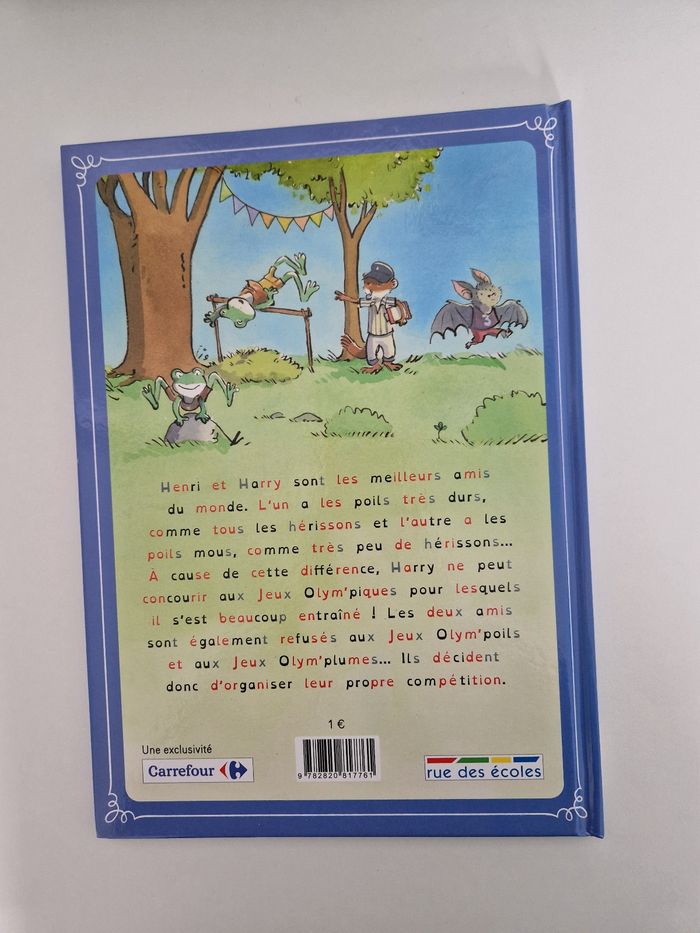 Henri et Harry sont les meilleurs amis
du monde. L'un a les poils très durs,
comme tous les hérissons et l'autre a les
poils mous, comme très peu de hérissons...
À cause de cette différence, Harry ne peut
concourir aux Jeux Olym'piques pour lesquels
il s'est beaucoup entraîné ! Les deux amis
sont également refusés aux Jeux Olym'poils
et aux Jeux Olym'plumes... Ils décident
donc d'organiser leur propre compétition.
1 €
Une exclusivité
Carrefour
9 782820 817761
rue des écoles